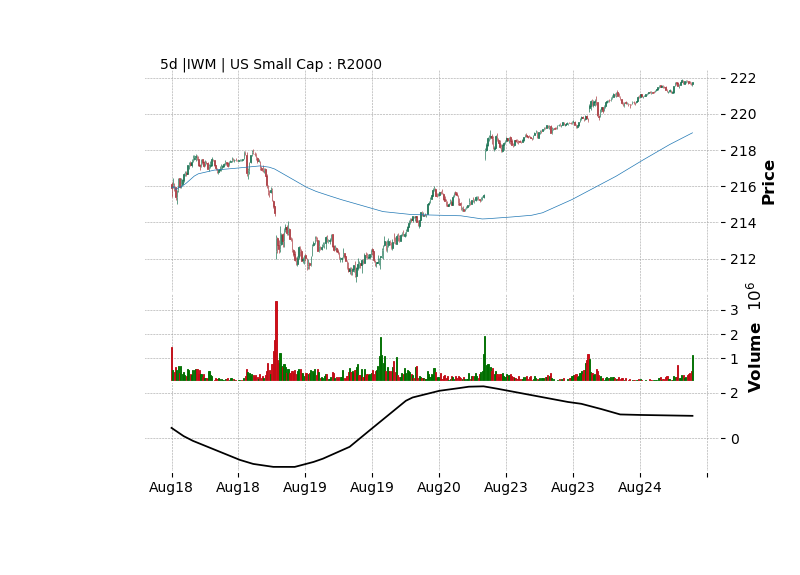 5d |IWM | US Small Cap : R2000
222
220
218
216
214
212
Price
3
2
1
Volume 10^6
2
0
Aug18 Aug18 Aug19 Aug19 Aug20 Aug23 Aug23 Aug24